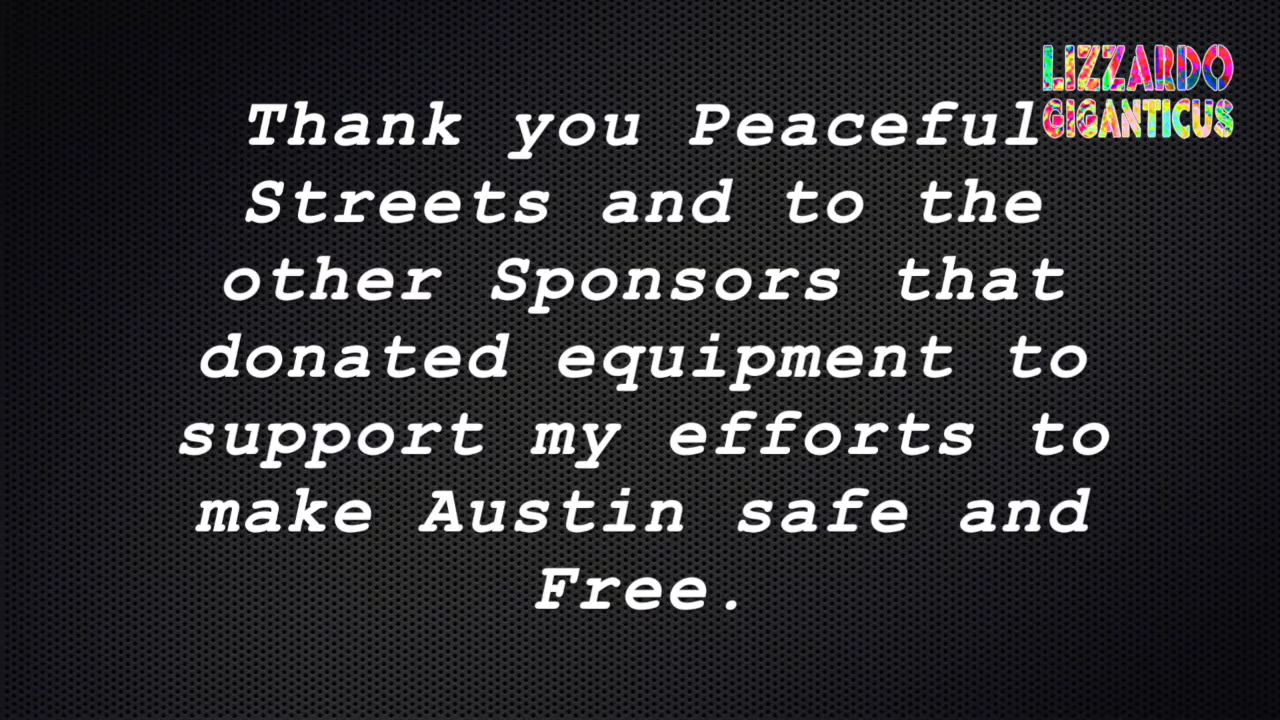 LIZZARDO
GIGANTICUS
Thank you Peaceful
Streets and to the
other Sponsors that
donated equipment to
support my efforts to
make Austin safe and
Free.